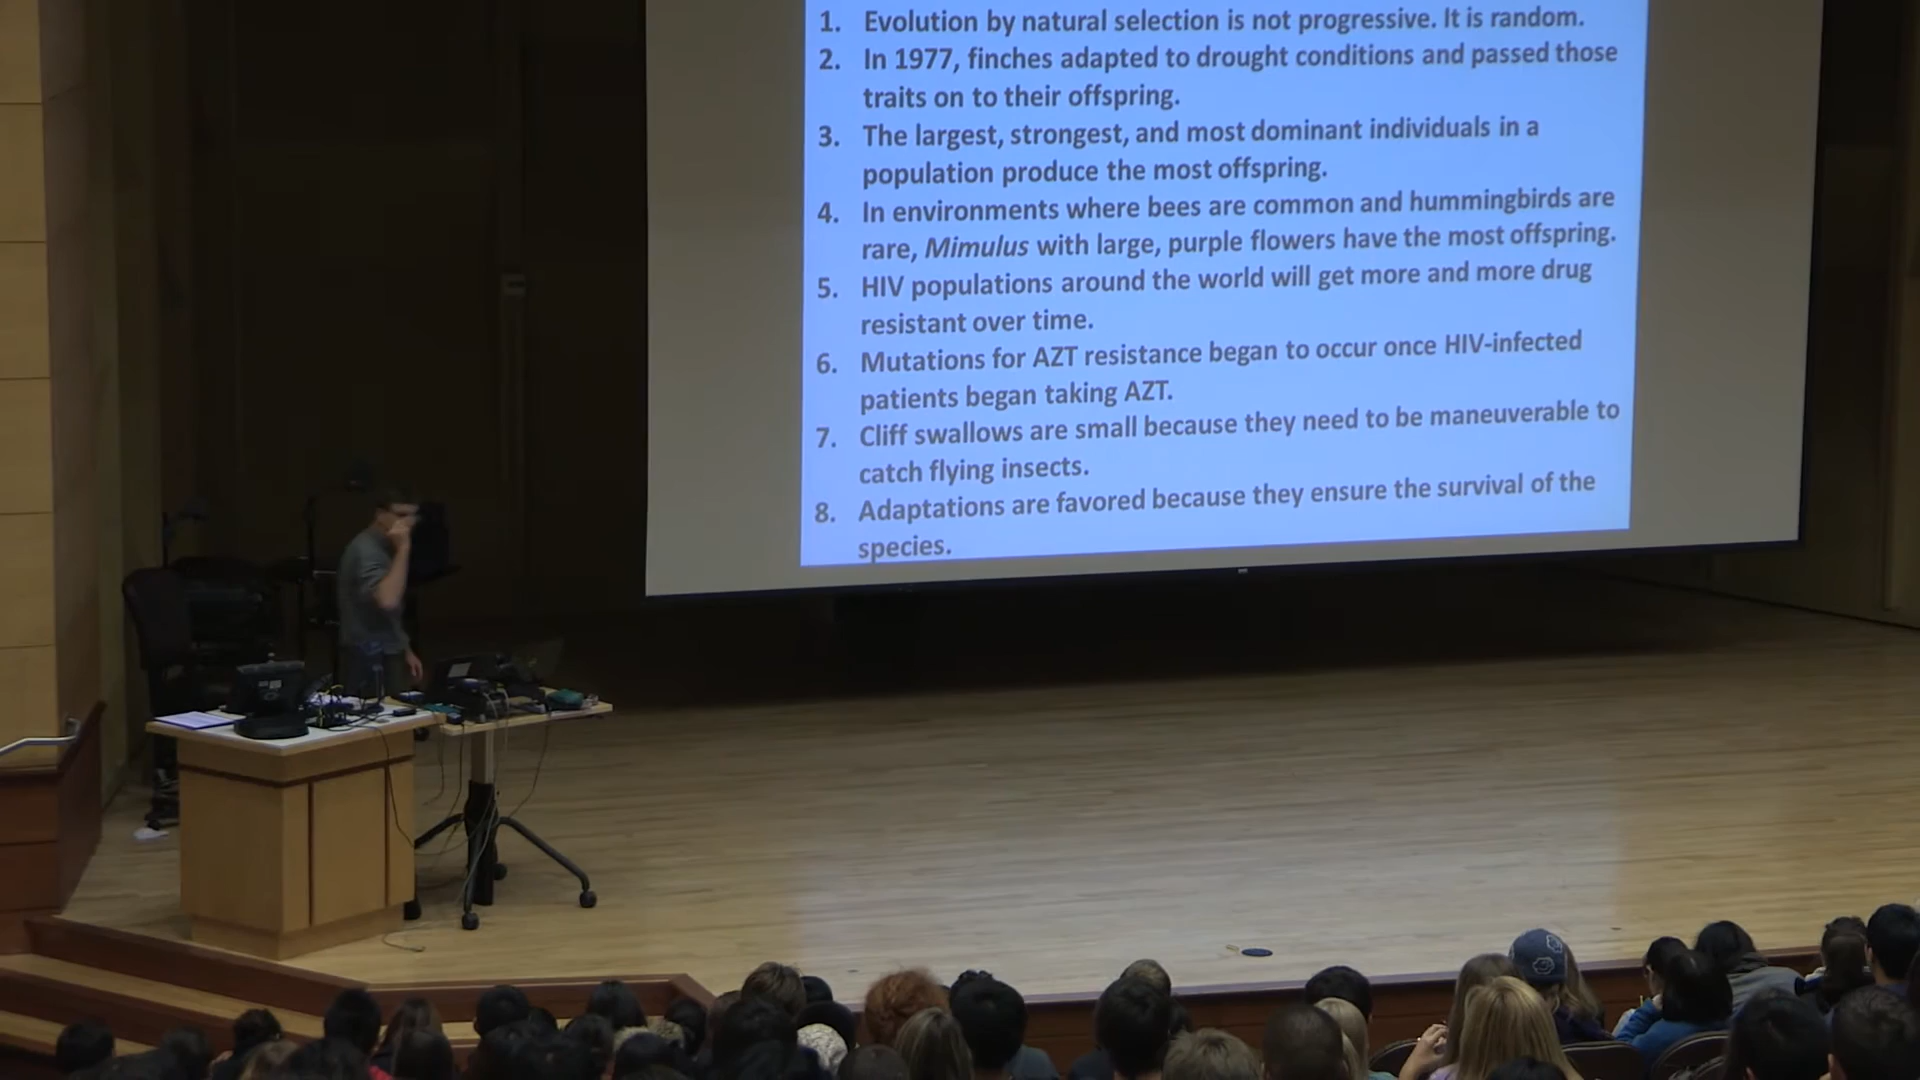 1. Evolution by natural selection is not progressive. It is random.
2. In 1977, finches adapted to drought conditions and passed those
traits on to their offspring.
3. The largest, strongest, and most dominant individuals in a
population produce the most offspring.
4. In environments where bees are common and hummingbirds are
rare, Mimulus with large, purple flowers have the most offspring.
5. HIV populations around the world will get more and more drug
resistant over time.
6. Mutations for AZT resistance began to occur once HIV-infected
patients began taking AZT.
7. Cliff swallows are small because they need to be maneuverable to
catch flying insects.
8. Adaptations are favored because they ensure the survival of the
species.